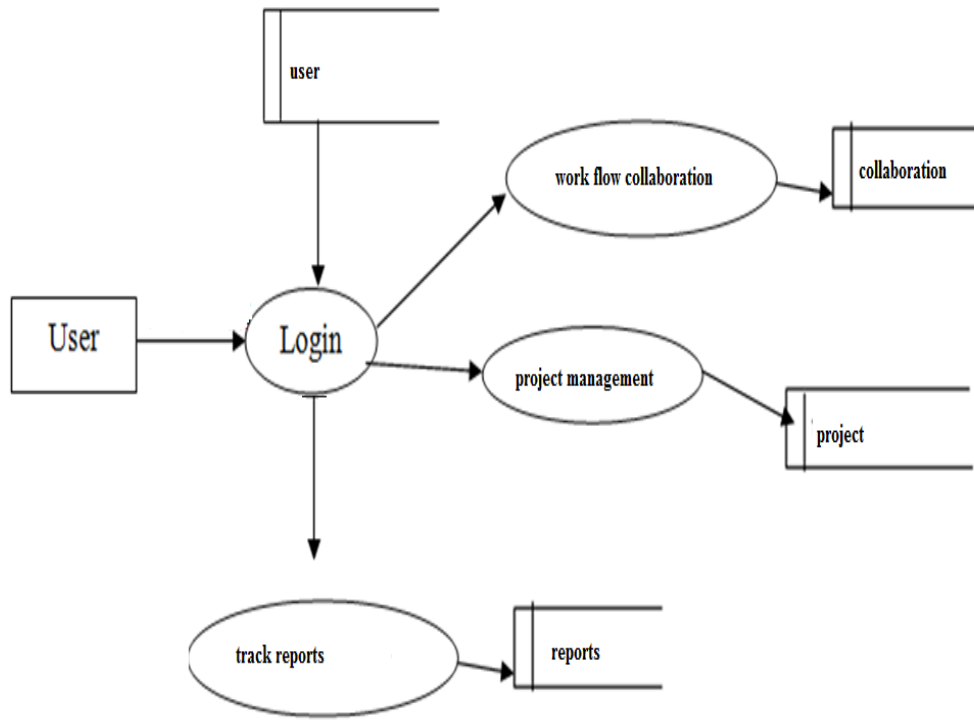 user
work flow collaboration
collaboration
User
Login
project management
project
track reports
reports